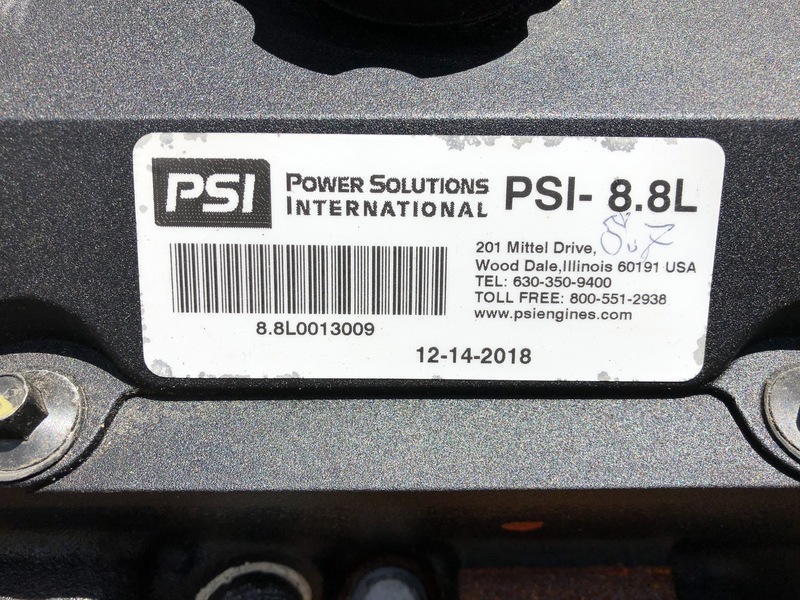 PSI POWER SOLUTIONS INTERNATIONAL PSI- 8.8L
201 Mittel Drive,
Wood Dale,Illinois 60191 USA
TEL: 630-350-9400
TOLL FREE: 800-551-2938
www.psiengines.com
8.8L0013009
12-14-2018